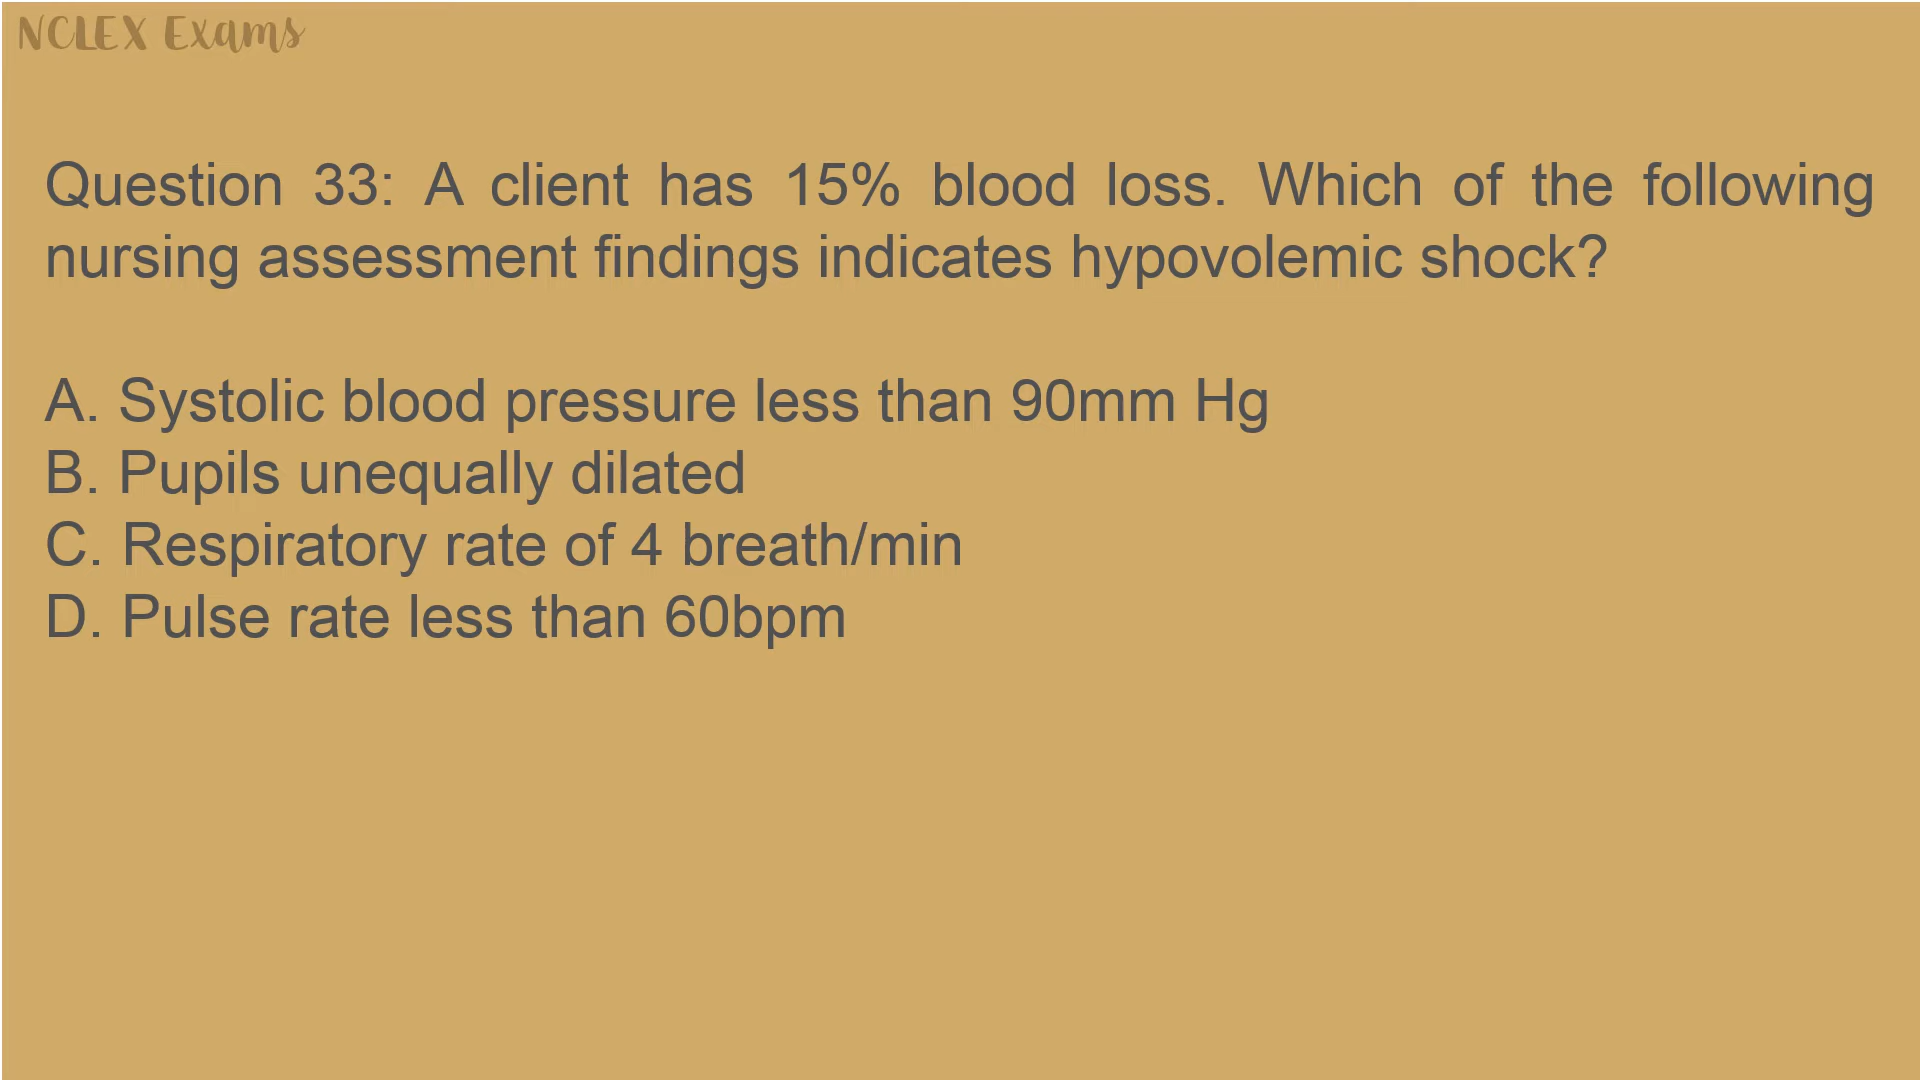 NCLEX Exams
Question 33: A client has 15% blood loss. Which of the following
nursing assessment findings indicates hypovolemic shock?
A. Systolic blood pressure less than 90mm Hg
B. Pupils unequally dilated
C. Respiratory rate of 4 breath/min
D. Pulse rate less than 60bpm